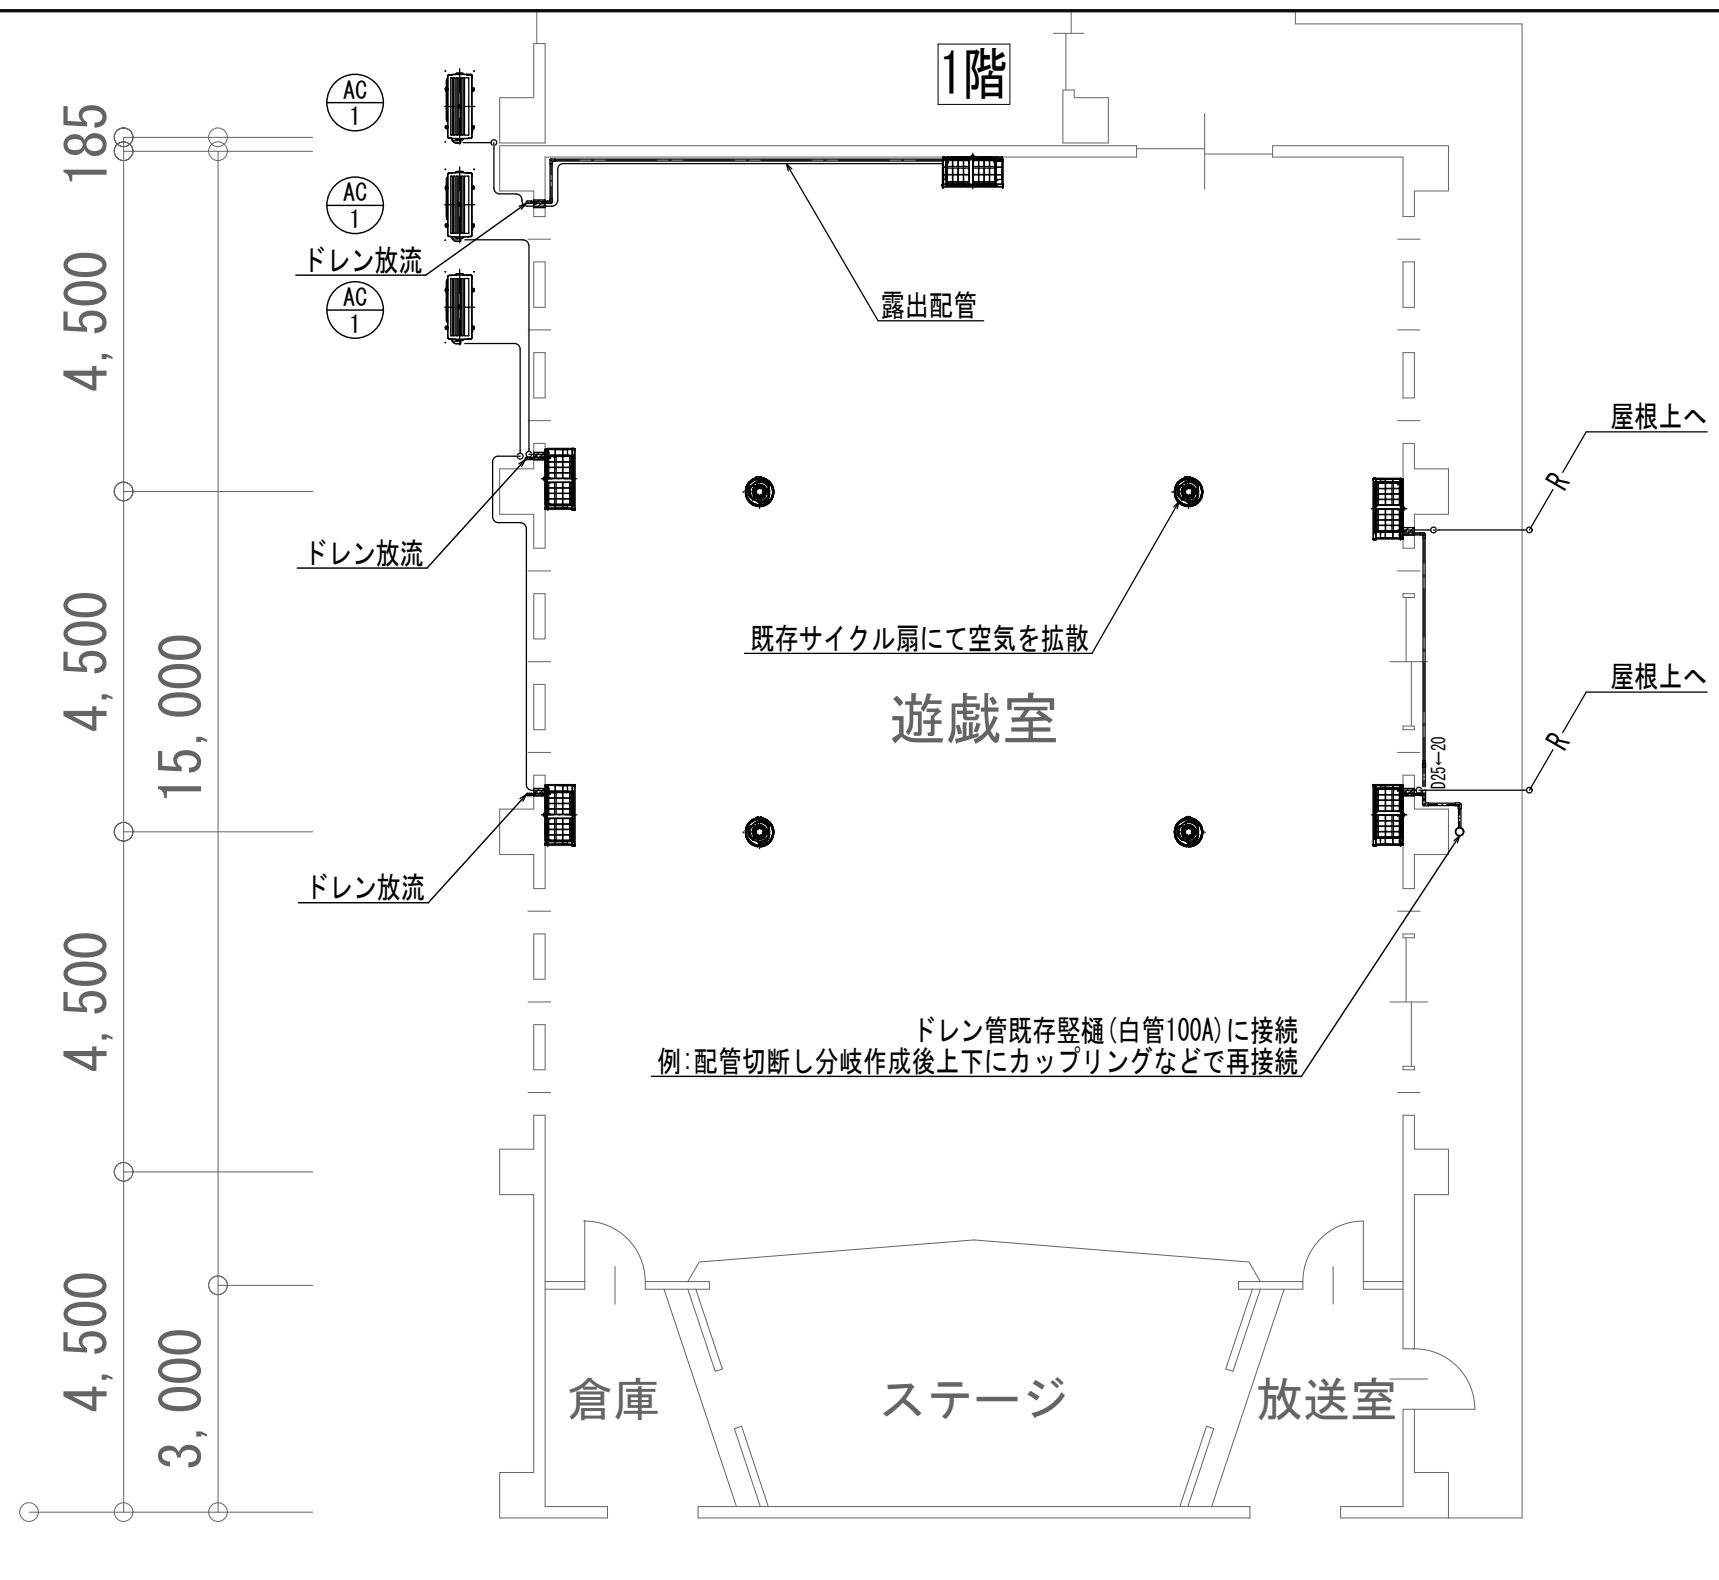 1階
AC
1
AC
1
AC
1
ドレン放流
露出配管
屋根上へ
R
ドレン放流
既存サイクル扇にて空気を拡散
遊戯室
屋根上へ
R
D25←20
ドレン放流
ドレン管既存竪樋(白管100A)に接続
例:配管切断し分岐作成後上下にカップリングなどで再接続
倉庫
ステージ
放送室
185
4,500
4,500
4,500
4,500
15,000
3,000